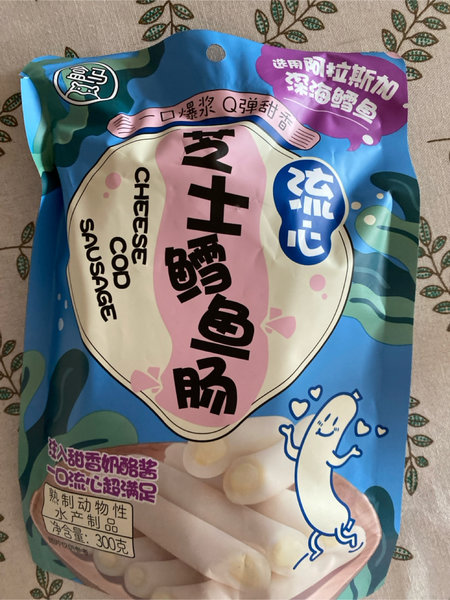 选用阿拉斯加
深海鳕鱼
一口爆浆 Q弹甜香
流心
芝士鳕鱼肠
CHEESE
COD
SAUSAGE
注入甜香奶酪酱
一口流心超满足
熟制动物性
水产制品
净含量:300克